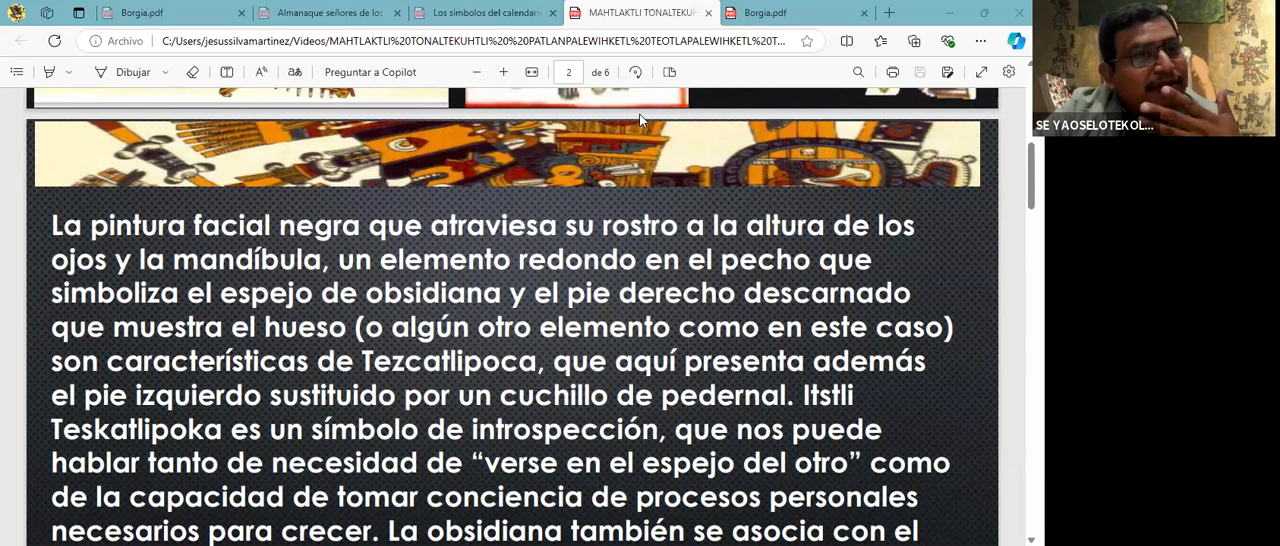 Borgia.pdf
Almanaque señores de los
Los símbolos del calendario
MAHTLAKTLI TONALTEKUH
Borgia.pdf
Archivo
C:/Users/jesussilvamartinez/Videos/MAHTLAKTLI%20TONALTEKUHTLI%20%20PATLANPALEWIHKETL%20TEOTLAPALEWIHKETL%20T...
Dibujar
aあ
Preguntar a Copilot
2
de 6
SE YAOSELOTEKOL...
La pintura facial negra que atraviesa su rostro a la altura de los
ojos y la mandíbula, un elemento redondo en el pecho que
simboliza el espejo de obsidiana y el pie derecho descarnado
que muestra el hueso (o algún otro elemento como en este caso)
son características de Tezcatlipoca, que aquí presenta además
el pie izquierdo sustituido por un cuchillo de pedernal. Itstli
Teskatlipoka es un símbolo de introspección, que nos puede
hablar tanto de necesidad de “verse en el espejo del otro” como
de la capacidad de tomar conciencia de procesos personales
necesarios para crecer. La obsidiana también se asocia con el